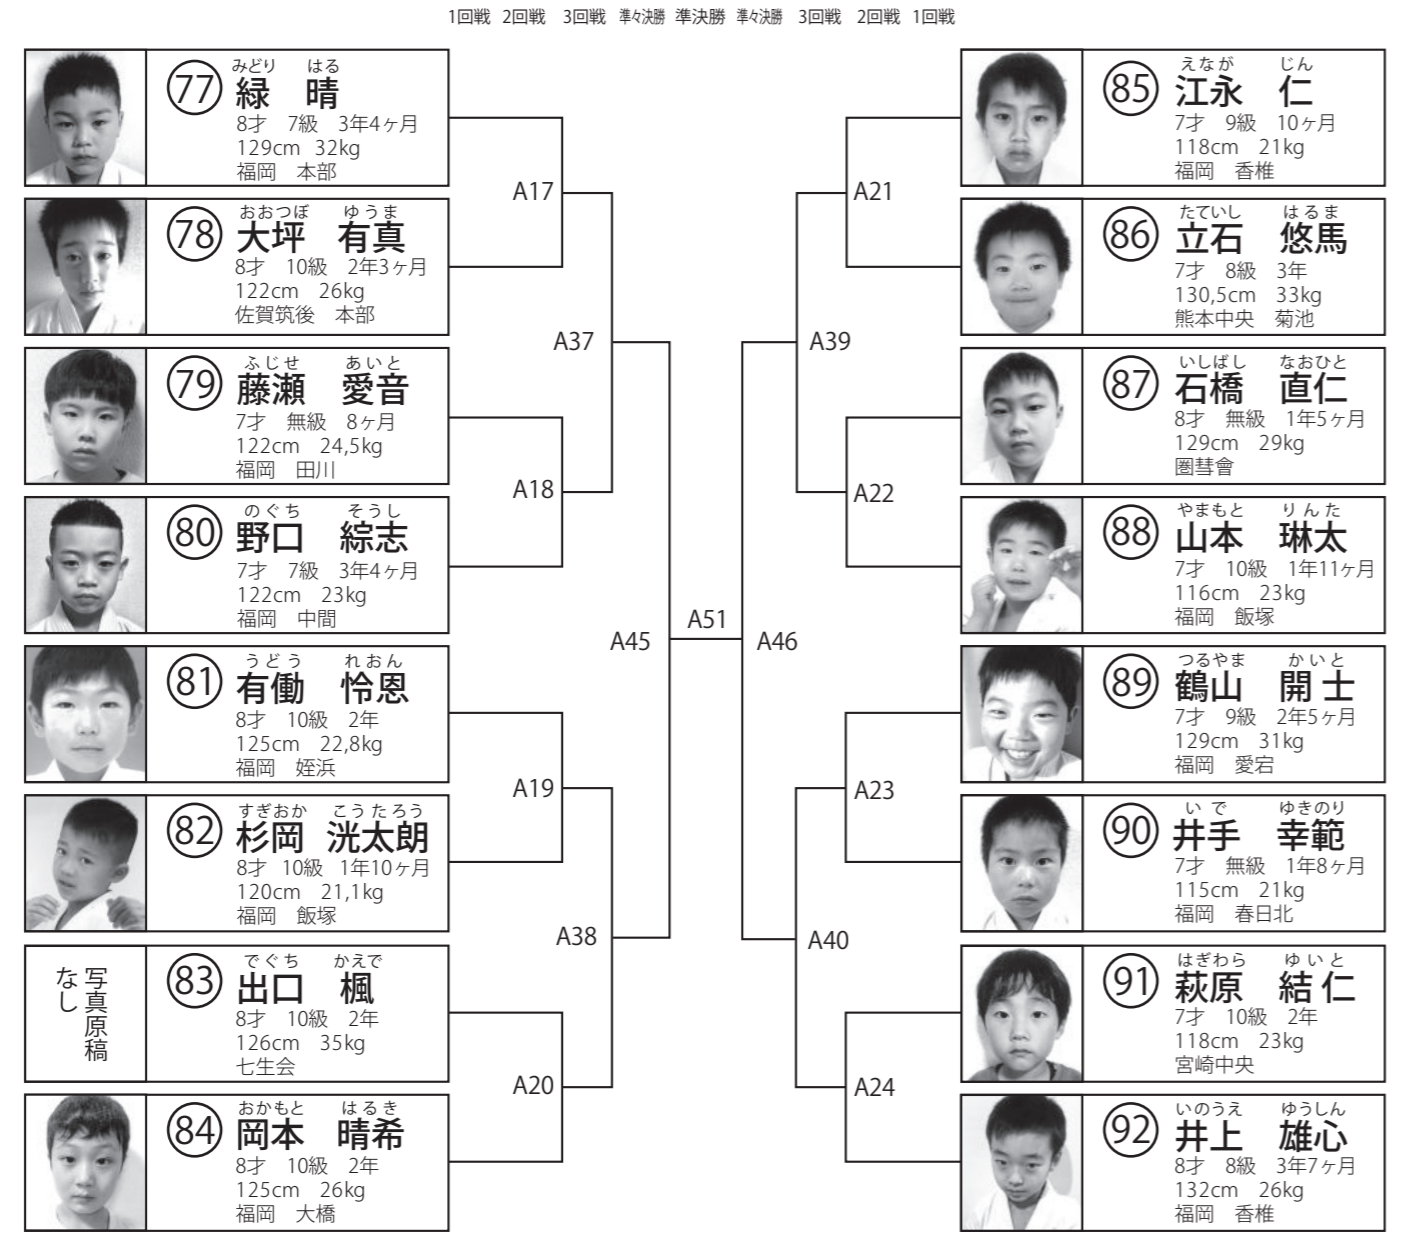 1回戦 2回戦 3回戦 準々決勝 準決勝 準々決勝 3回戦 2回戦 1回戦
77
みどり はる
緑 晴
8才 7級 3年4ヶ月
129cm 32kg
福岡 本部
78
おおつぼ ゆうま
大坪 有真
8才 10級 2年3ヶ月
122cm 26kg
佐賀筑後 本部
79
ふじせ あいと
藤瀬 愛音
7才 無級 8ヶ月
122cm 24,5kg
福岡 田川
80
のぐち そうし
野口 綜志
7才 7級 3年4ヶ月
122cm 23kg
福岡 中間
81
うどう れおん
有働 怜恩
8才 10級 2年
125cm 22,8kg
福岡 姪浜
82
すぎおか こうたろう
杉岡 洸太朗
8才 10級 1年10ヶ月
120cm 21,1kg
福岡 飯塚
写真原稿
なし
83
でぐち かえで
出口 楓
8才 10級 2年
126cm 35kg
七生会
84
おかもと はるき
岡本 晴希
8才 10級 2年
125cm 26kg
福岡 大橋
A17
A37
A18
A45
A19
A38
A20
A51
A46
A21
A39
A22
A23
A40
A24
85
えなが じん
江永 仁
7才 9級 10ヶ月
118cm 21kg
福岡 香椎
86
たていし はるま
立石 悠馬
7才 8級 3年
130,5cm 33kg
熊本中央 菊池
87
いしばし なおひと
石橋 直仁
8才 無級 1年5ヶ月
129cm 29kg
圏彗會
88
やまもと りんた
山本 琳太
7才 10級 1年11ヶ月
116cm 23kg
福岡 飯塚
89
つるやま かいと
鶴山 開士
7才 9級 2年5ヶ月
129cm 31kg
福岡 愛宕
90
いで ゆきのり
井手 幸範
7才 無級 1年8ヶ月
115cm 21kg
福岡 春日北
91
はぎわら ゆいと
萩原 結仁
7才 10級 2年
118cm 23kg
宮崎中央
92
いのうえ ゆうしん
井上 雄心
8才 8級 3年7ヶ月
132cm 26kg
福岡 香椎